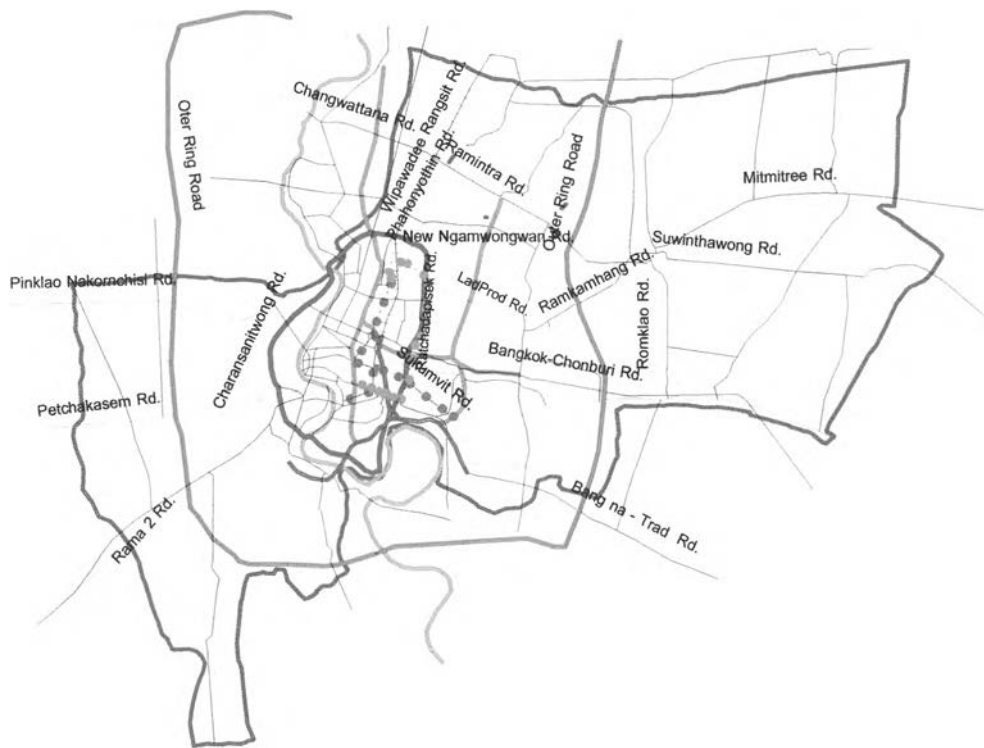 Changwattana Rd.
Wipawadee Rangsit Rd.
Phahonyothin Rd.
Ramintra Rd.
Oter Ring Road
Outer Ring Road
Mitmitree Rd.
New Ngamwongwan Rd.
Suwinthawong Rd.
Pinklao Nakornchisi Rd.
Charansanitwong Rd.
Ratchadapisek Rd.
LadProd Rd.
Ramkamhang Rd.
Romklao Rd.
Sukumvit Rd.
Bangkok-Chonburi Rd.
Petchakasem Rd.
Rama 2 Rd.
Bang na - Trad Rd.